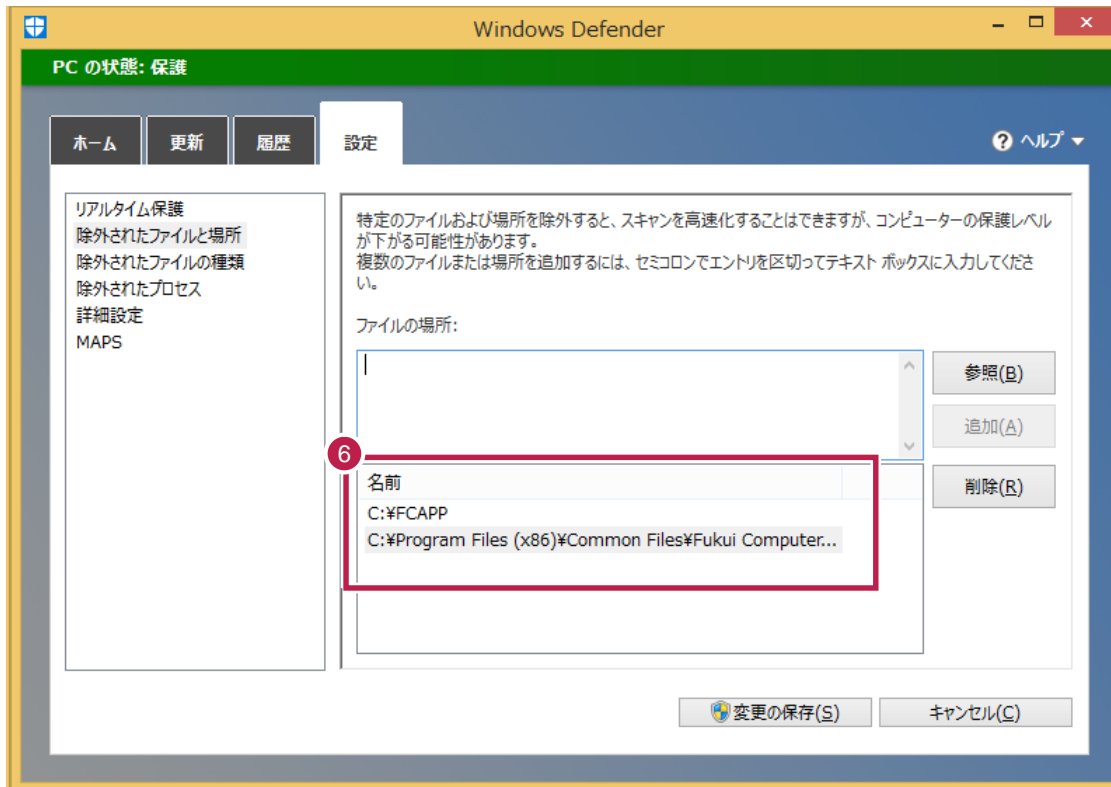 Windows Defender
PC の状態: 保護
ホーム
更新
履歴
設定
ヘルプ
リアルタイム保護
除外されたファイルと場所
除外されたファイルの種類
除外されたプロセス
詳細設定
MAPS
特定のファイルおよび場所を除外すると、スキャンを高速化することはできますが、コンピューターの保護レベル
が下がる可能性があります。
複数のファイルまたは場所を追加するには、セミコロンでエントリを区切ってテキスト ボックスに入力してくださ
い。
ファイルの場所:
参照(B)
追加(A)
6
名前
削除(R)
C:¥FCAPP
C:¥Program Files (x86)¥Common Files¥Fukui Computer...
変更の保存(S)
キャンセル(C)